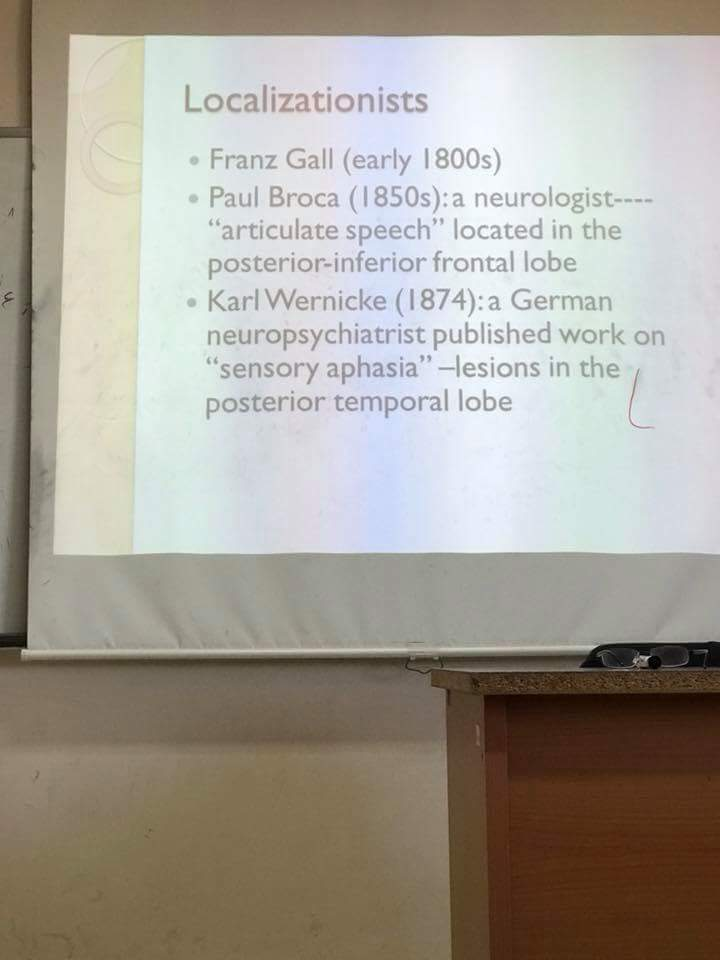 Localizationists
• Franz Gall (early 1800s)
• Paul Broca (1850s): a neurologist----
“articulate speech” located in the
posterior-inferior frontal lobe
• Karl Wernicke (1874): a German
neuropsychiatrist published work on
“sensory aphasia” –lesions in the
posterior temporal lobe